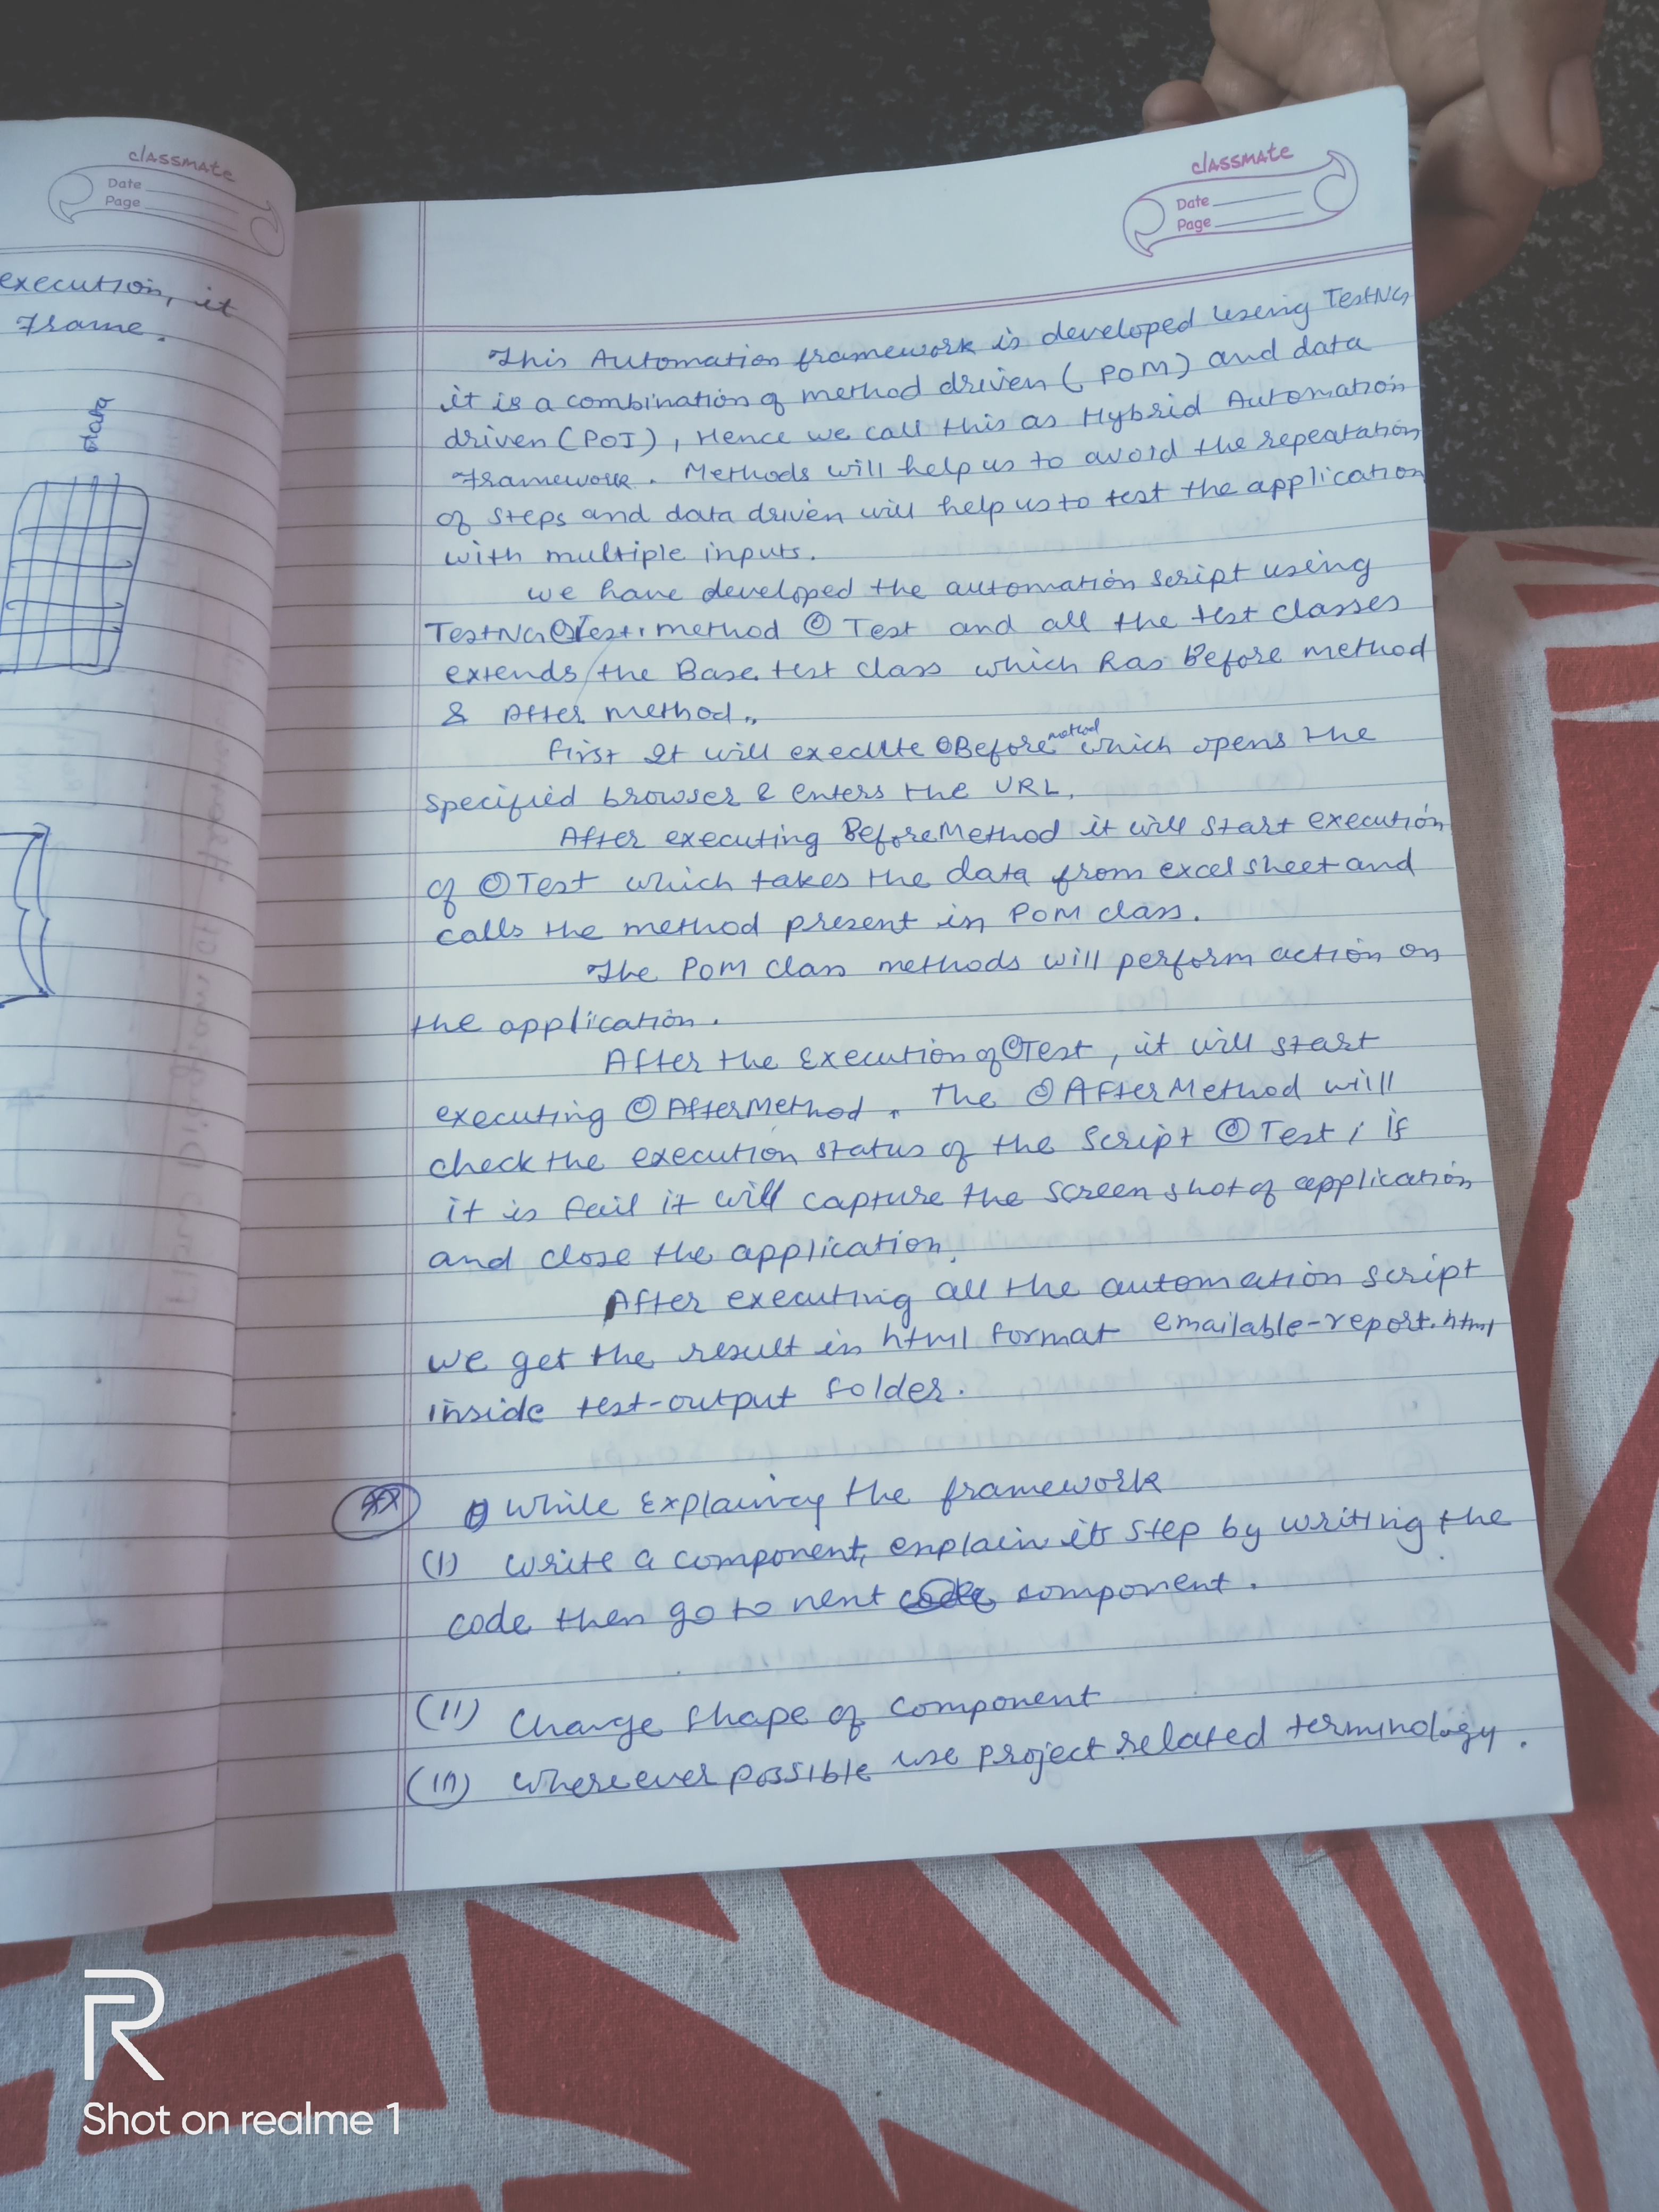 classmate
Date
Page
execution, it
Frame.
data
classmate
Date
Page
This Automation framework is developed using TestNG
it is a combination of method driven (POM) and data
driven (POI), Hence we call this as Hybrid Automation
Framework. Methods will help us to avoid the repeatation
of steps and data driven will help us to test the application
with multiple inputs.
we have developed the automation script using
TestNG @Test, method @ Test and all the test classes
extends the Base test class which has Before method
& After method.
First It will execute @Before method which opens the
specified browser & enters the URL.
After executing BeforeMethod it will start execution
of @Test which takes the data from excel sheet and
calls the method present in POM class.
The POM class methods will perform action on
the application.
After the Execution of @Test, it will start
executing @ AfterMethod. The @ AfterMethod will
check the execution status of the Script @Test, if
it is fail it will capture the screen shot of application
and close the application.
After executing all the automation script
we get the result in html format emailable-report.html
inside test-output folder.
** While Explaining the framework
(I) write a component, explain its step by writing the
code then go to nent component.
(II) Change shape of component
(III) whereever possible use project related terminology.
R
Shot on realme 1